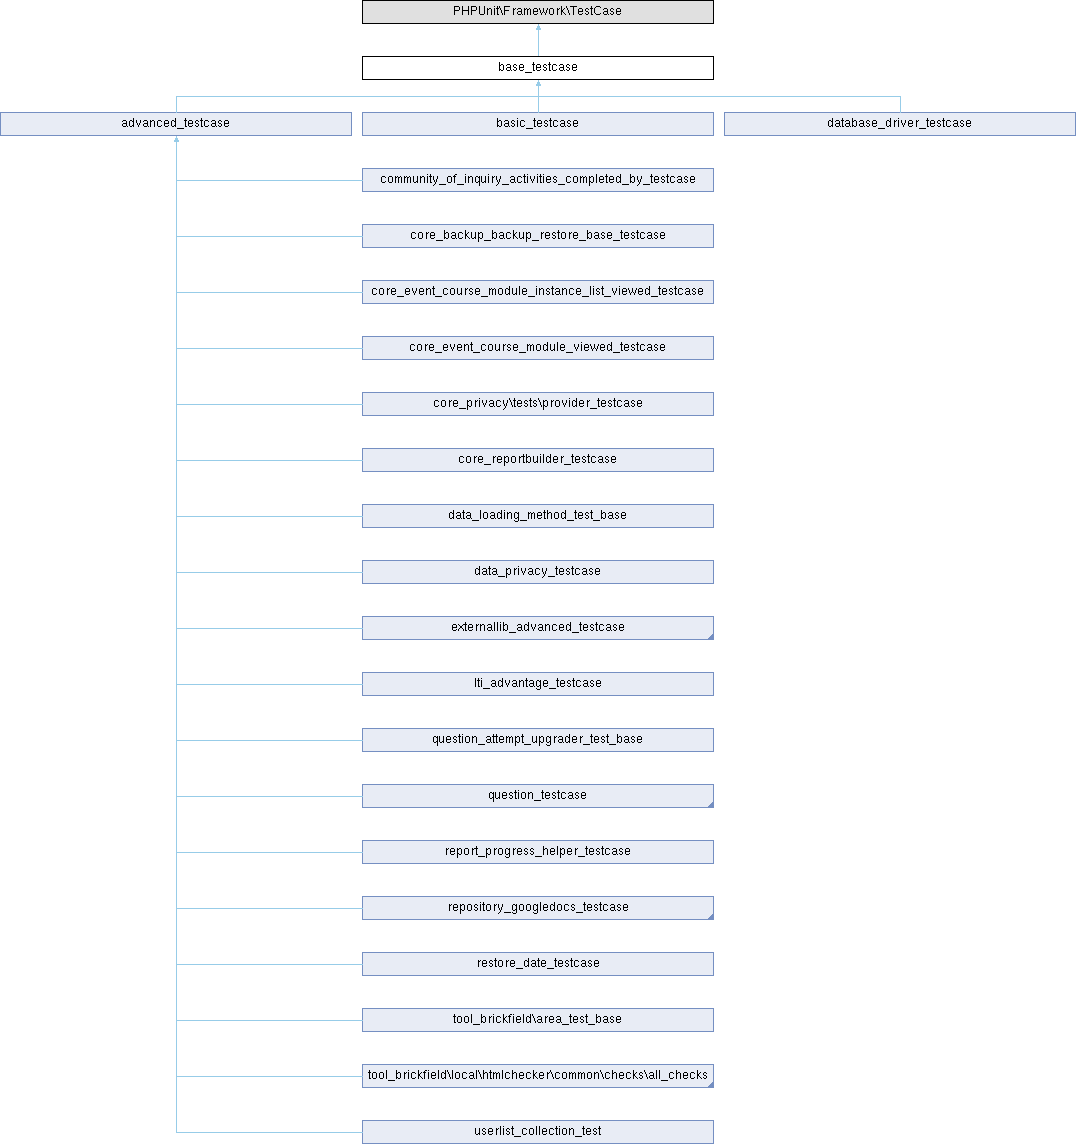 PHPUnit\Framework\TestCase
base_testcase
advanced_testcase
basic_testcase
database_driver_testcase
community_of_inquiry_activities_completed_by_testcase
core_backup_backup_restore_base_testcase
core_event_course_module_instance_list_viewed_testcase
core_event_course_module_viewed_testcase
core_privacy\tests\provider_testcase
core_reportbuilder_testcase
data_loading_method_test_base
data_privacy_testcase
externallib_advanced_testcase
lti_advantage_testcase
question_attempt_upgrader_test_base
question_testcase
report_progress_helper_testcase
repository_googledocs_testcase
restore_date_testcase
tool_brickfield\area_test_base
tool_brickfield\local\htmlchecker\common\checks\all_checks
userlist_collection_test